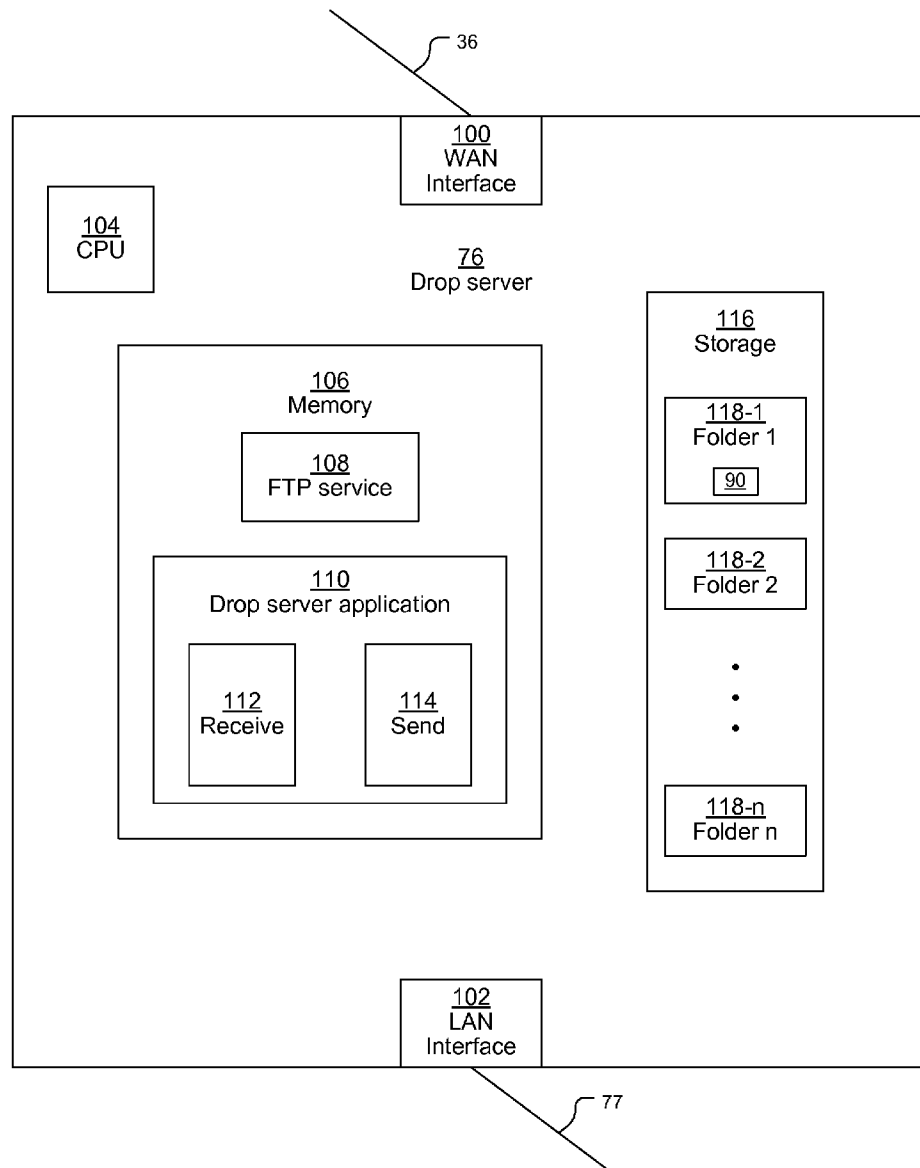 36
100
WAN
Interface
104
CPU
76
Drop server
116
Storage
106
Memory
118-1
Folder 1
90
108
FTP service
118-2
Folder 2
110
Drop server application
112
Receive
114
Send
118-n
Folder n
102
LAN
Interface
77